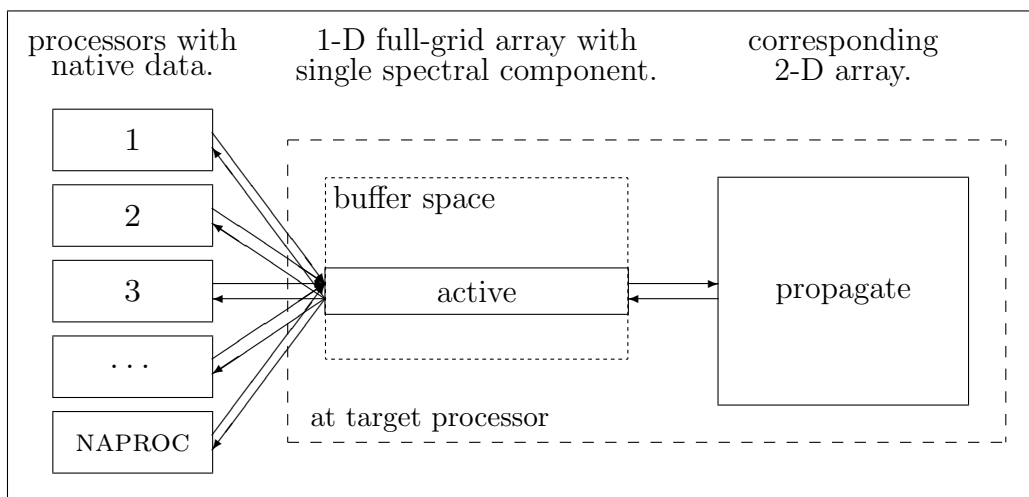 processors with
native data.
1-D full-grid array with
single spectral component.
corresponding
2-D array.
1
2
3
. . .
NAPROC
buffer space
active
at target processor
propagate